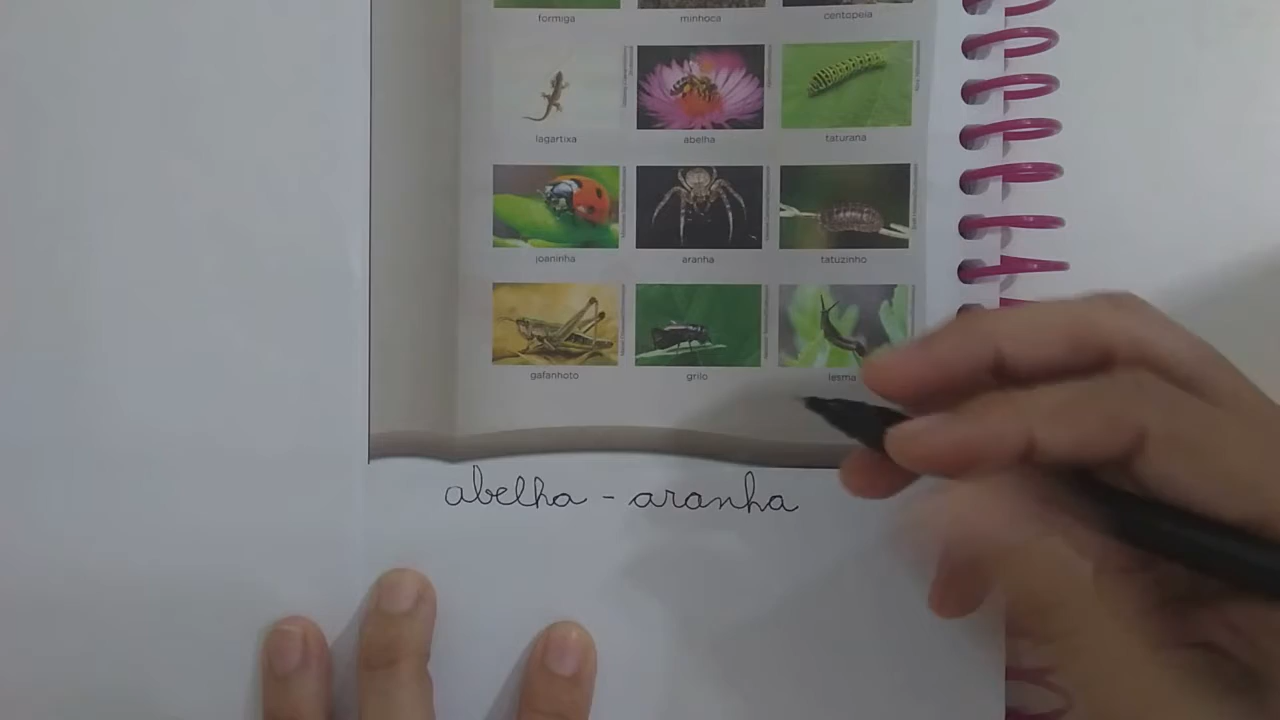 formiga minhoca centopeia
lagartixa abelha taturana
joaninha aranha tatuzinho
gafanhoto grilo lesma
abelha - aranha